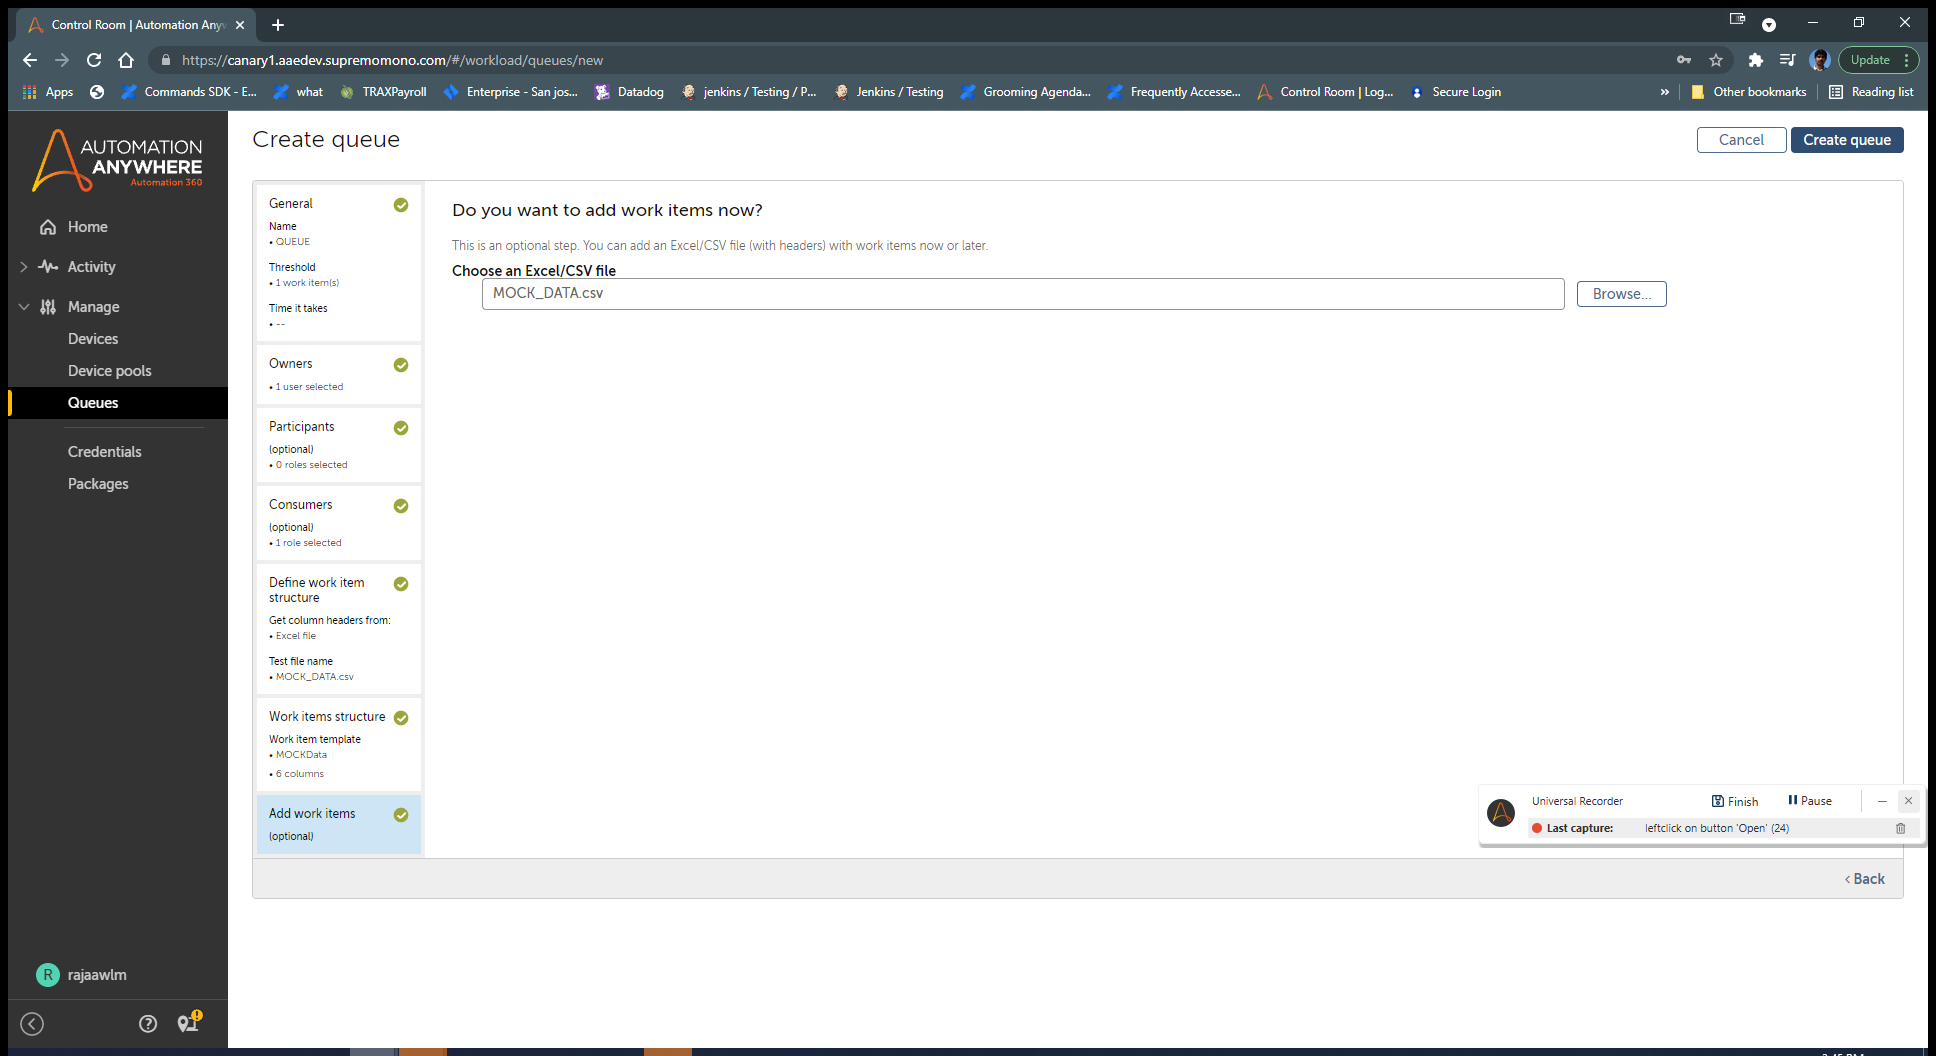 Control Room | Automation Any
https://canary1.aaedev.supremomono.com/#/workload/queues/new
Update
Apps
Commands SDK - E...
what
TRAXPayroll
Enterprise - San jos...
Datadog
jenkins / Testing / P...
Jenkins / Testing
Grooming Agenda...
Frequently Accesse...
Control Room | Log...
Secure Login
»
Other bookmarks
Reading list
AUTOMATION
ANYWHERE
Automation 360
Home
Activity
Manage
Devices
Device pools
Queues
Credentials
Packages
R rajaawlm
Create queue
Cancel
Create queue
General
Name
• QUEUE
Threshold
• 1 work item(s)
Time it takes
• --
Owners
• 1 user selected
Participants
(optional)
• 0 roles selected
Consumers
(optional)
• 1 role selected
Define work item
structure
Get column headers from:
• Excel file
Test file name
• MOCK_DATA.csv
Work items structure
Work item template
• MOCKData
• 6 columns
Add work items
(optional)
Do you want to add work items now?
This is an optional step. You can add an Excel/CSV file (with headers) with work items now or later.
Choose an Excel/CSV file
MOCK_DATA.csv
Browse...
Universal Recorder
Finish
Pause
Last capture: leftclick on button 'Open' (24)
‹ Back